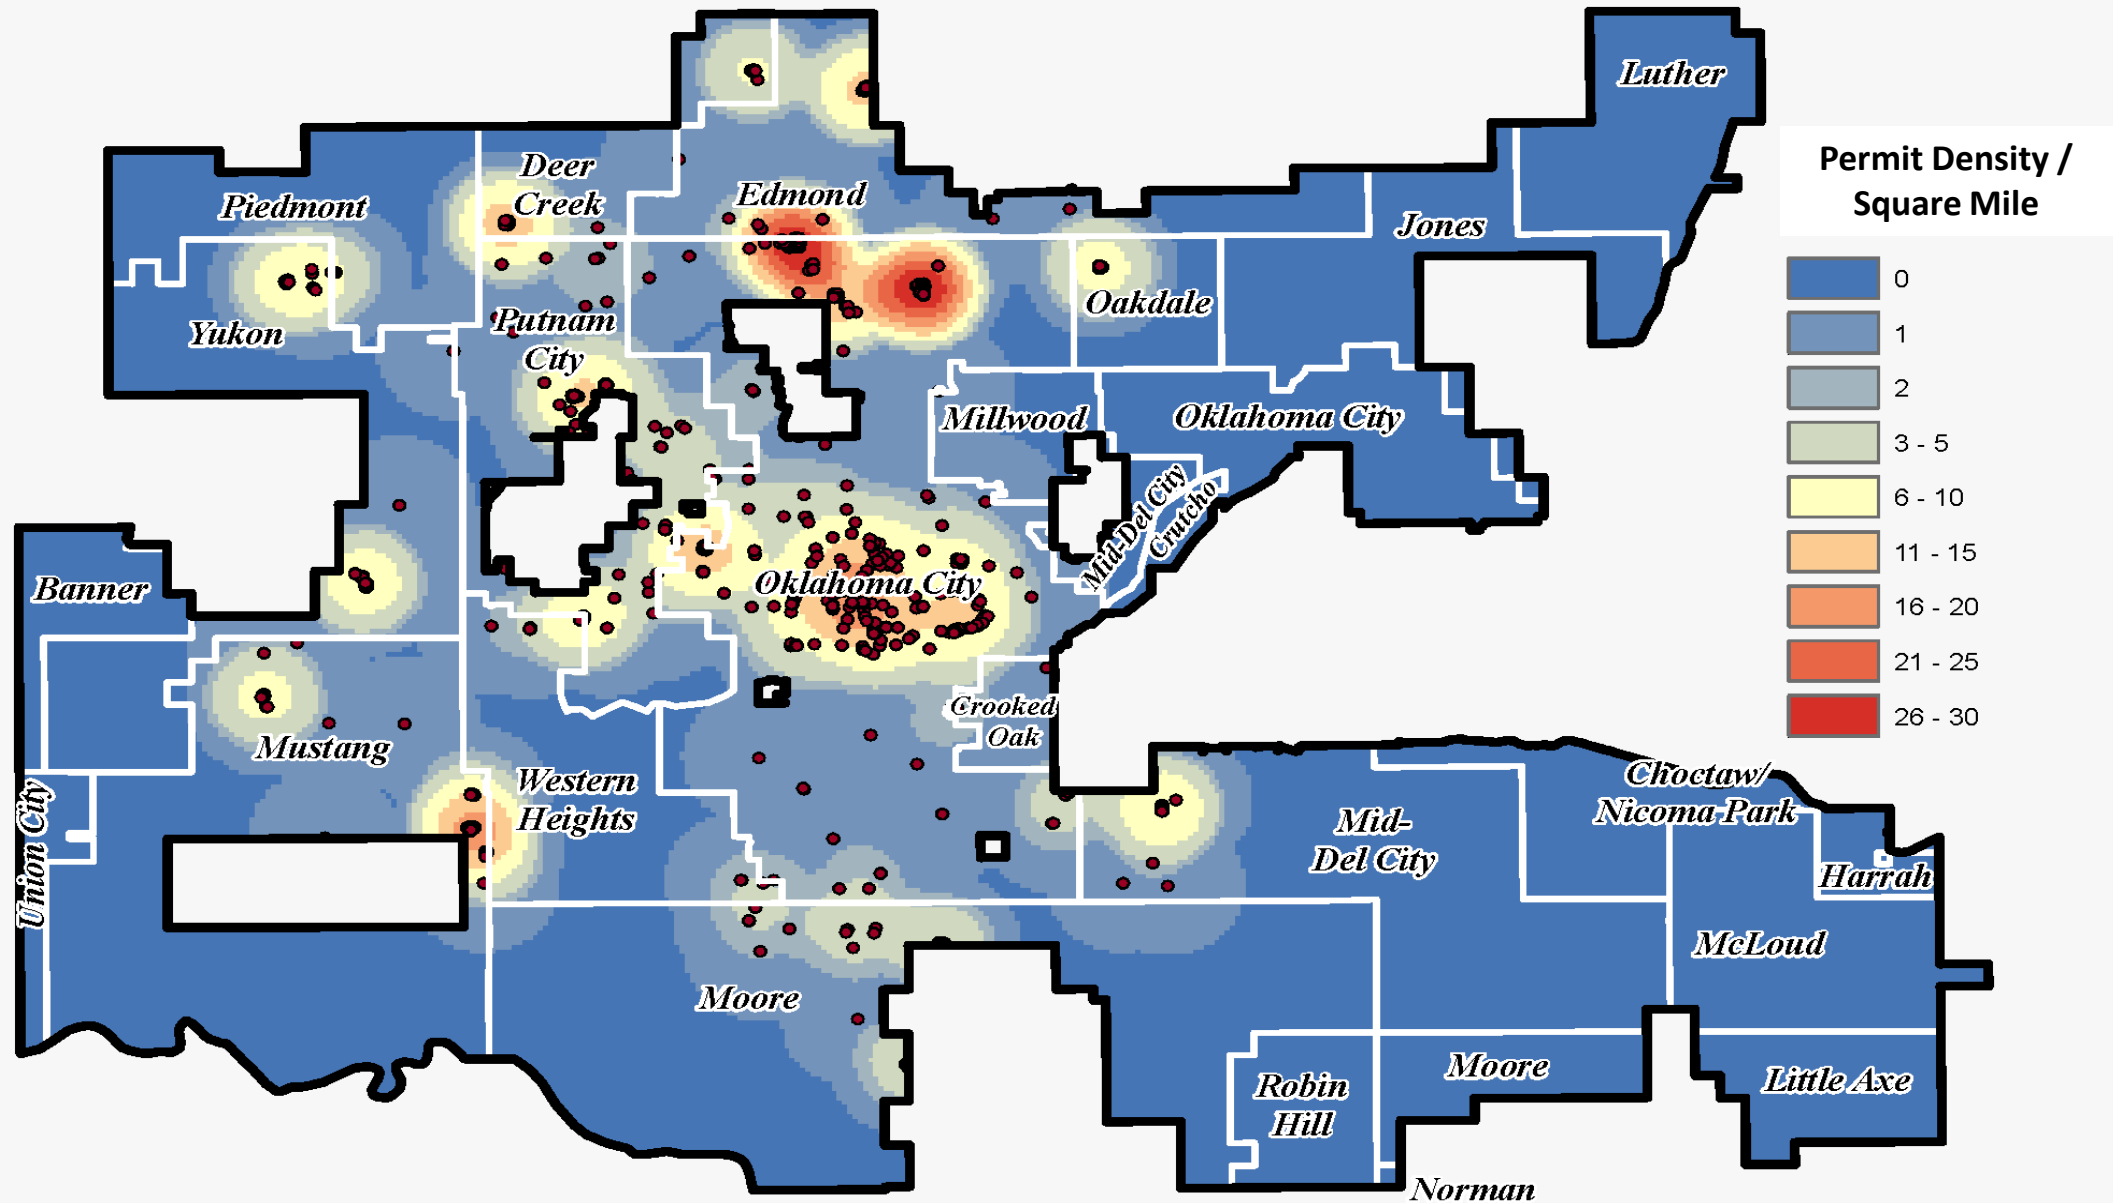 Luther
Permit Density /
Square Mile
0
1
2
3 - 5
6 - 10
11 - 15
16 - 20
21 - 25
26 - 30
Deer
Creek
Edmond
Piedmont
Jones
Yukon
Putnam
City
Oakdale
Millwood
Oklahoma City
Mid-Del City
Crutcho
Banner
Oklahoma City
Crooked
Oak
Mustang
Western
Heights
Union City
Choctaw/
Nicoma Park
Mid-
Del City
Harrah
McLoud
Moore
Moore
Robin
Hill
Little Axe
Norman